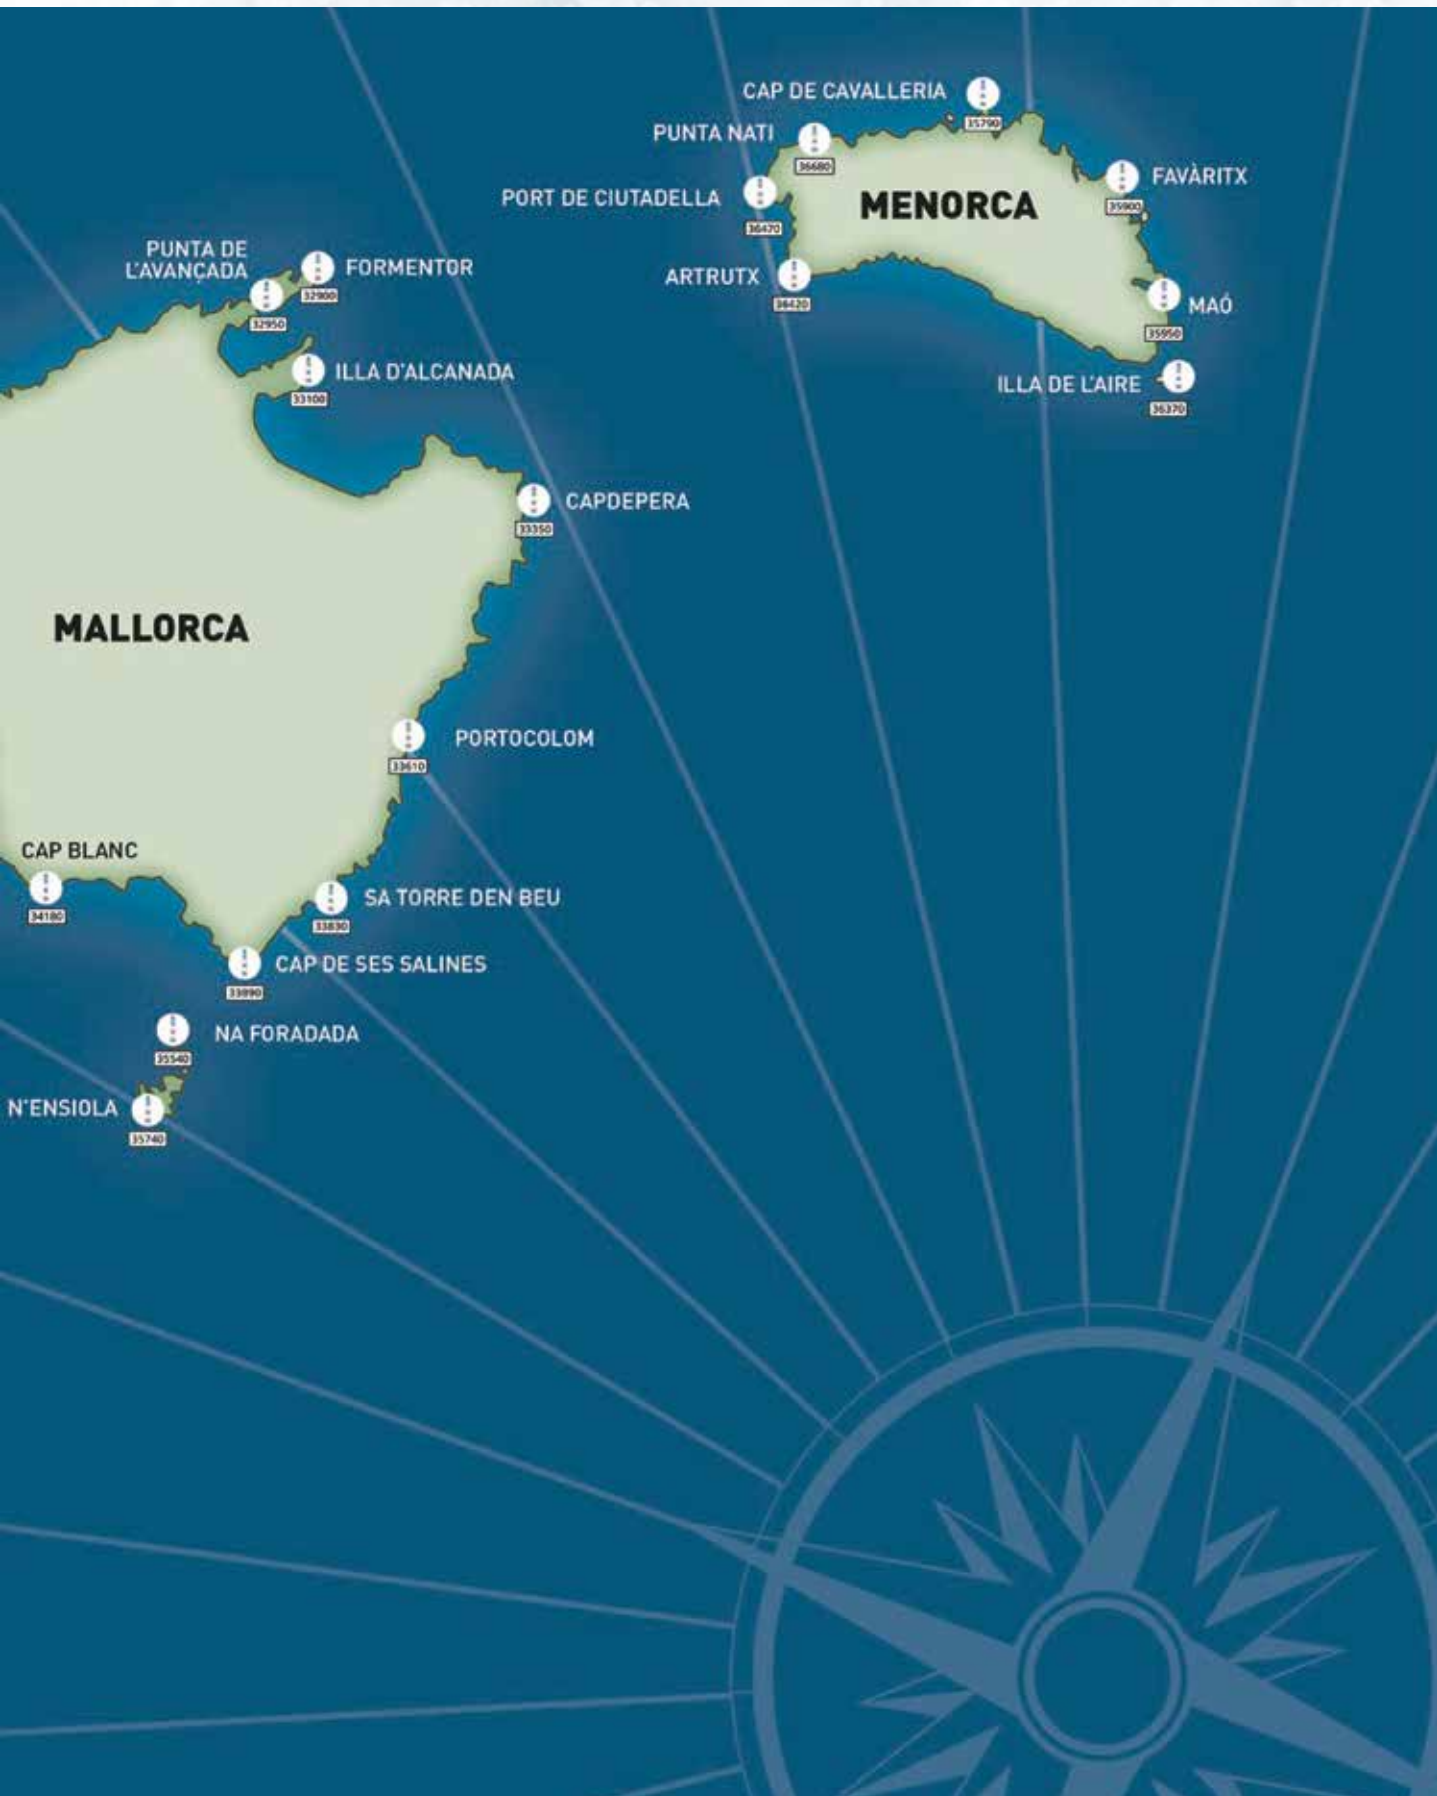 CAP DE CAVALLERIA
35790
PUNTA NATI
36680
FAVÀRITX
35900
PORT DE CIUTADELLA
36470
MENORCA
PUNTA DE
L'AVANÇADA
32950
FORMENTOR
32900
ARTRUTX
36420
MAÓ
35950
ILLA D'ALCANADA
33100
ILLA DE L'AIRE
36370
CAPDEPERA
33350
MALLORCA
PORTOCOLOM
33610
CAP BLANC
34180
SA TORRE DEN BEU
33830
CAP DE SES SALINES
33990
NA FORADADA
35540
N'ENSIOLA
35740